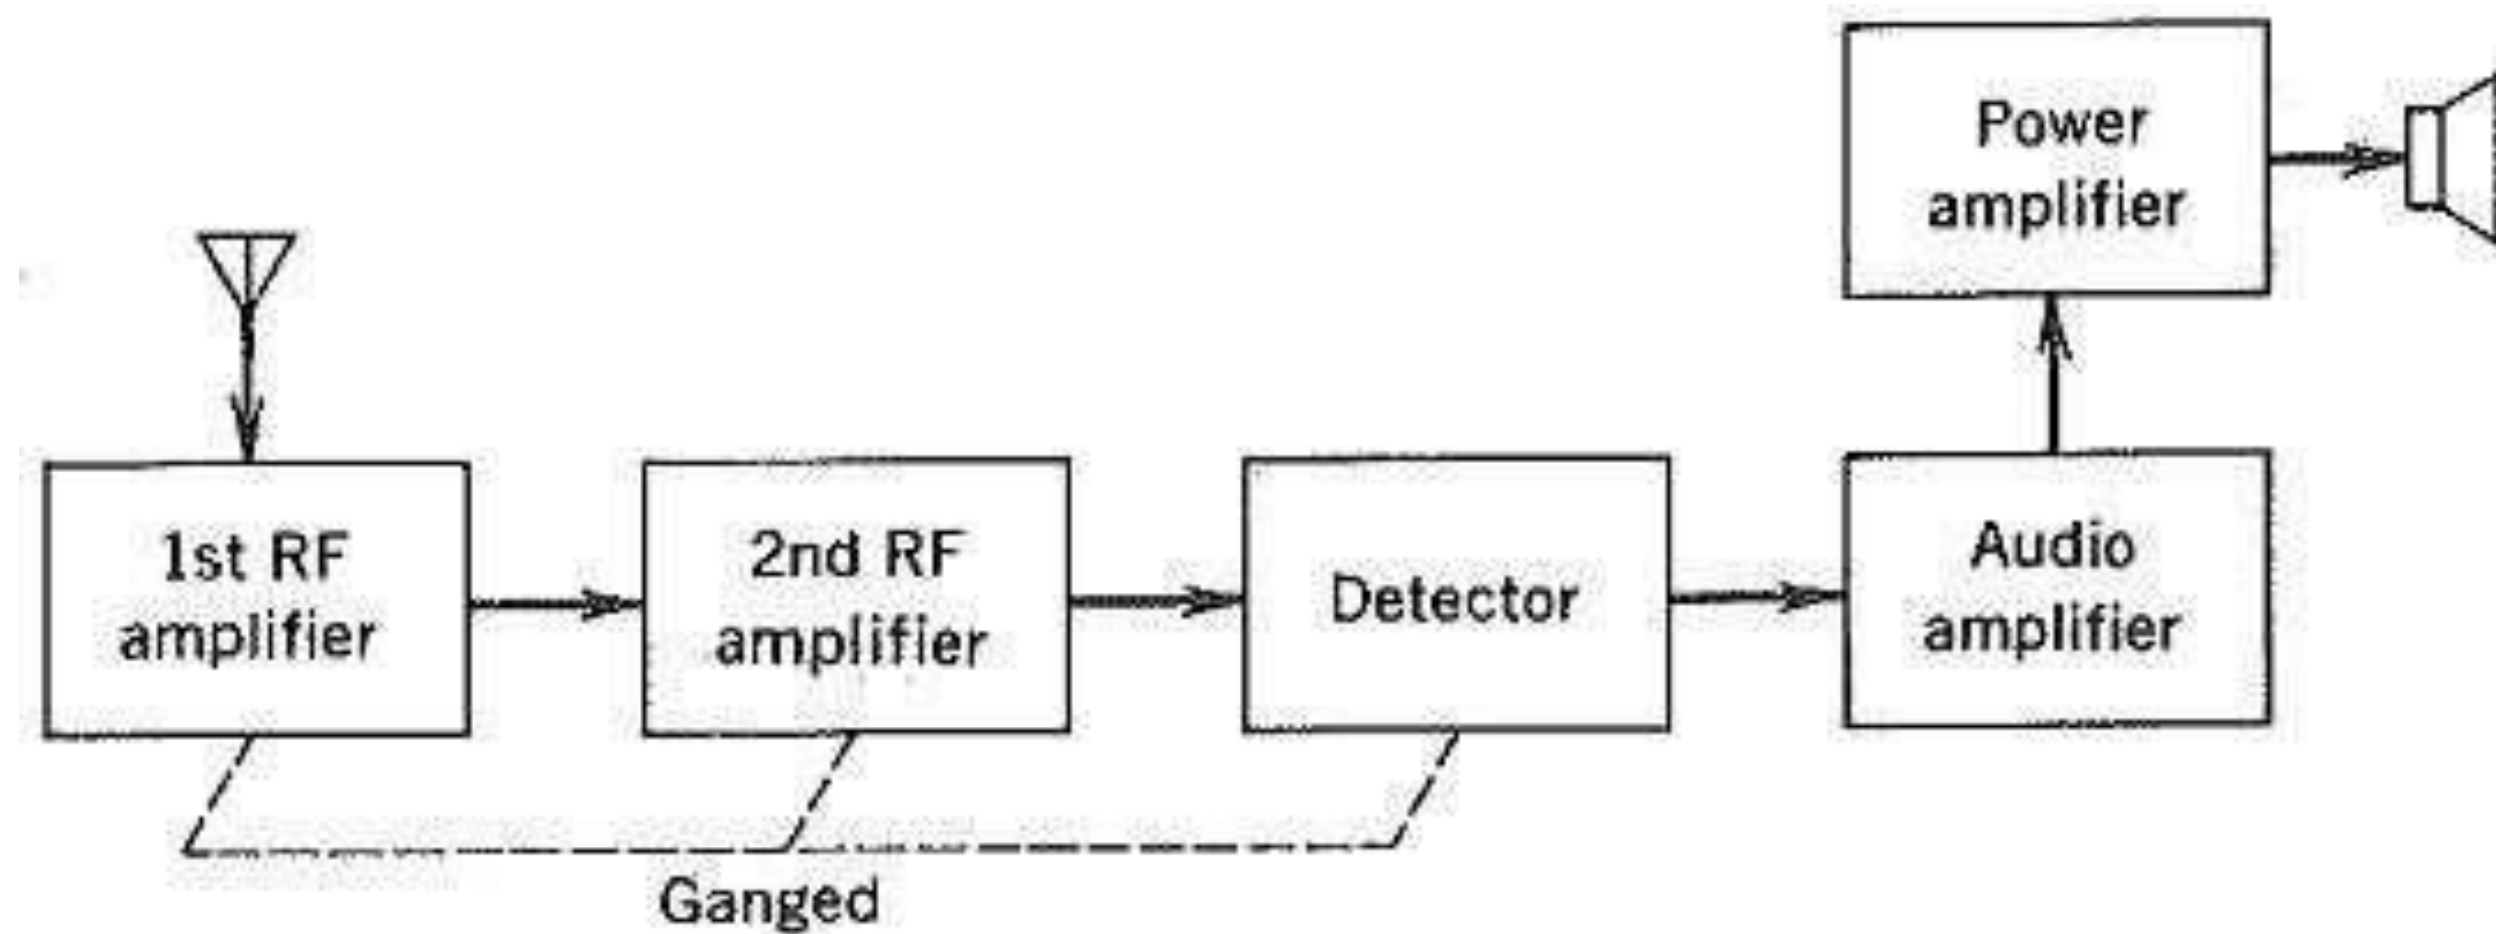 1st RF
amplifier
2nd RF
amplifier
Detector
Audio
amplifier
Power
amplifier
Ganged